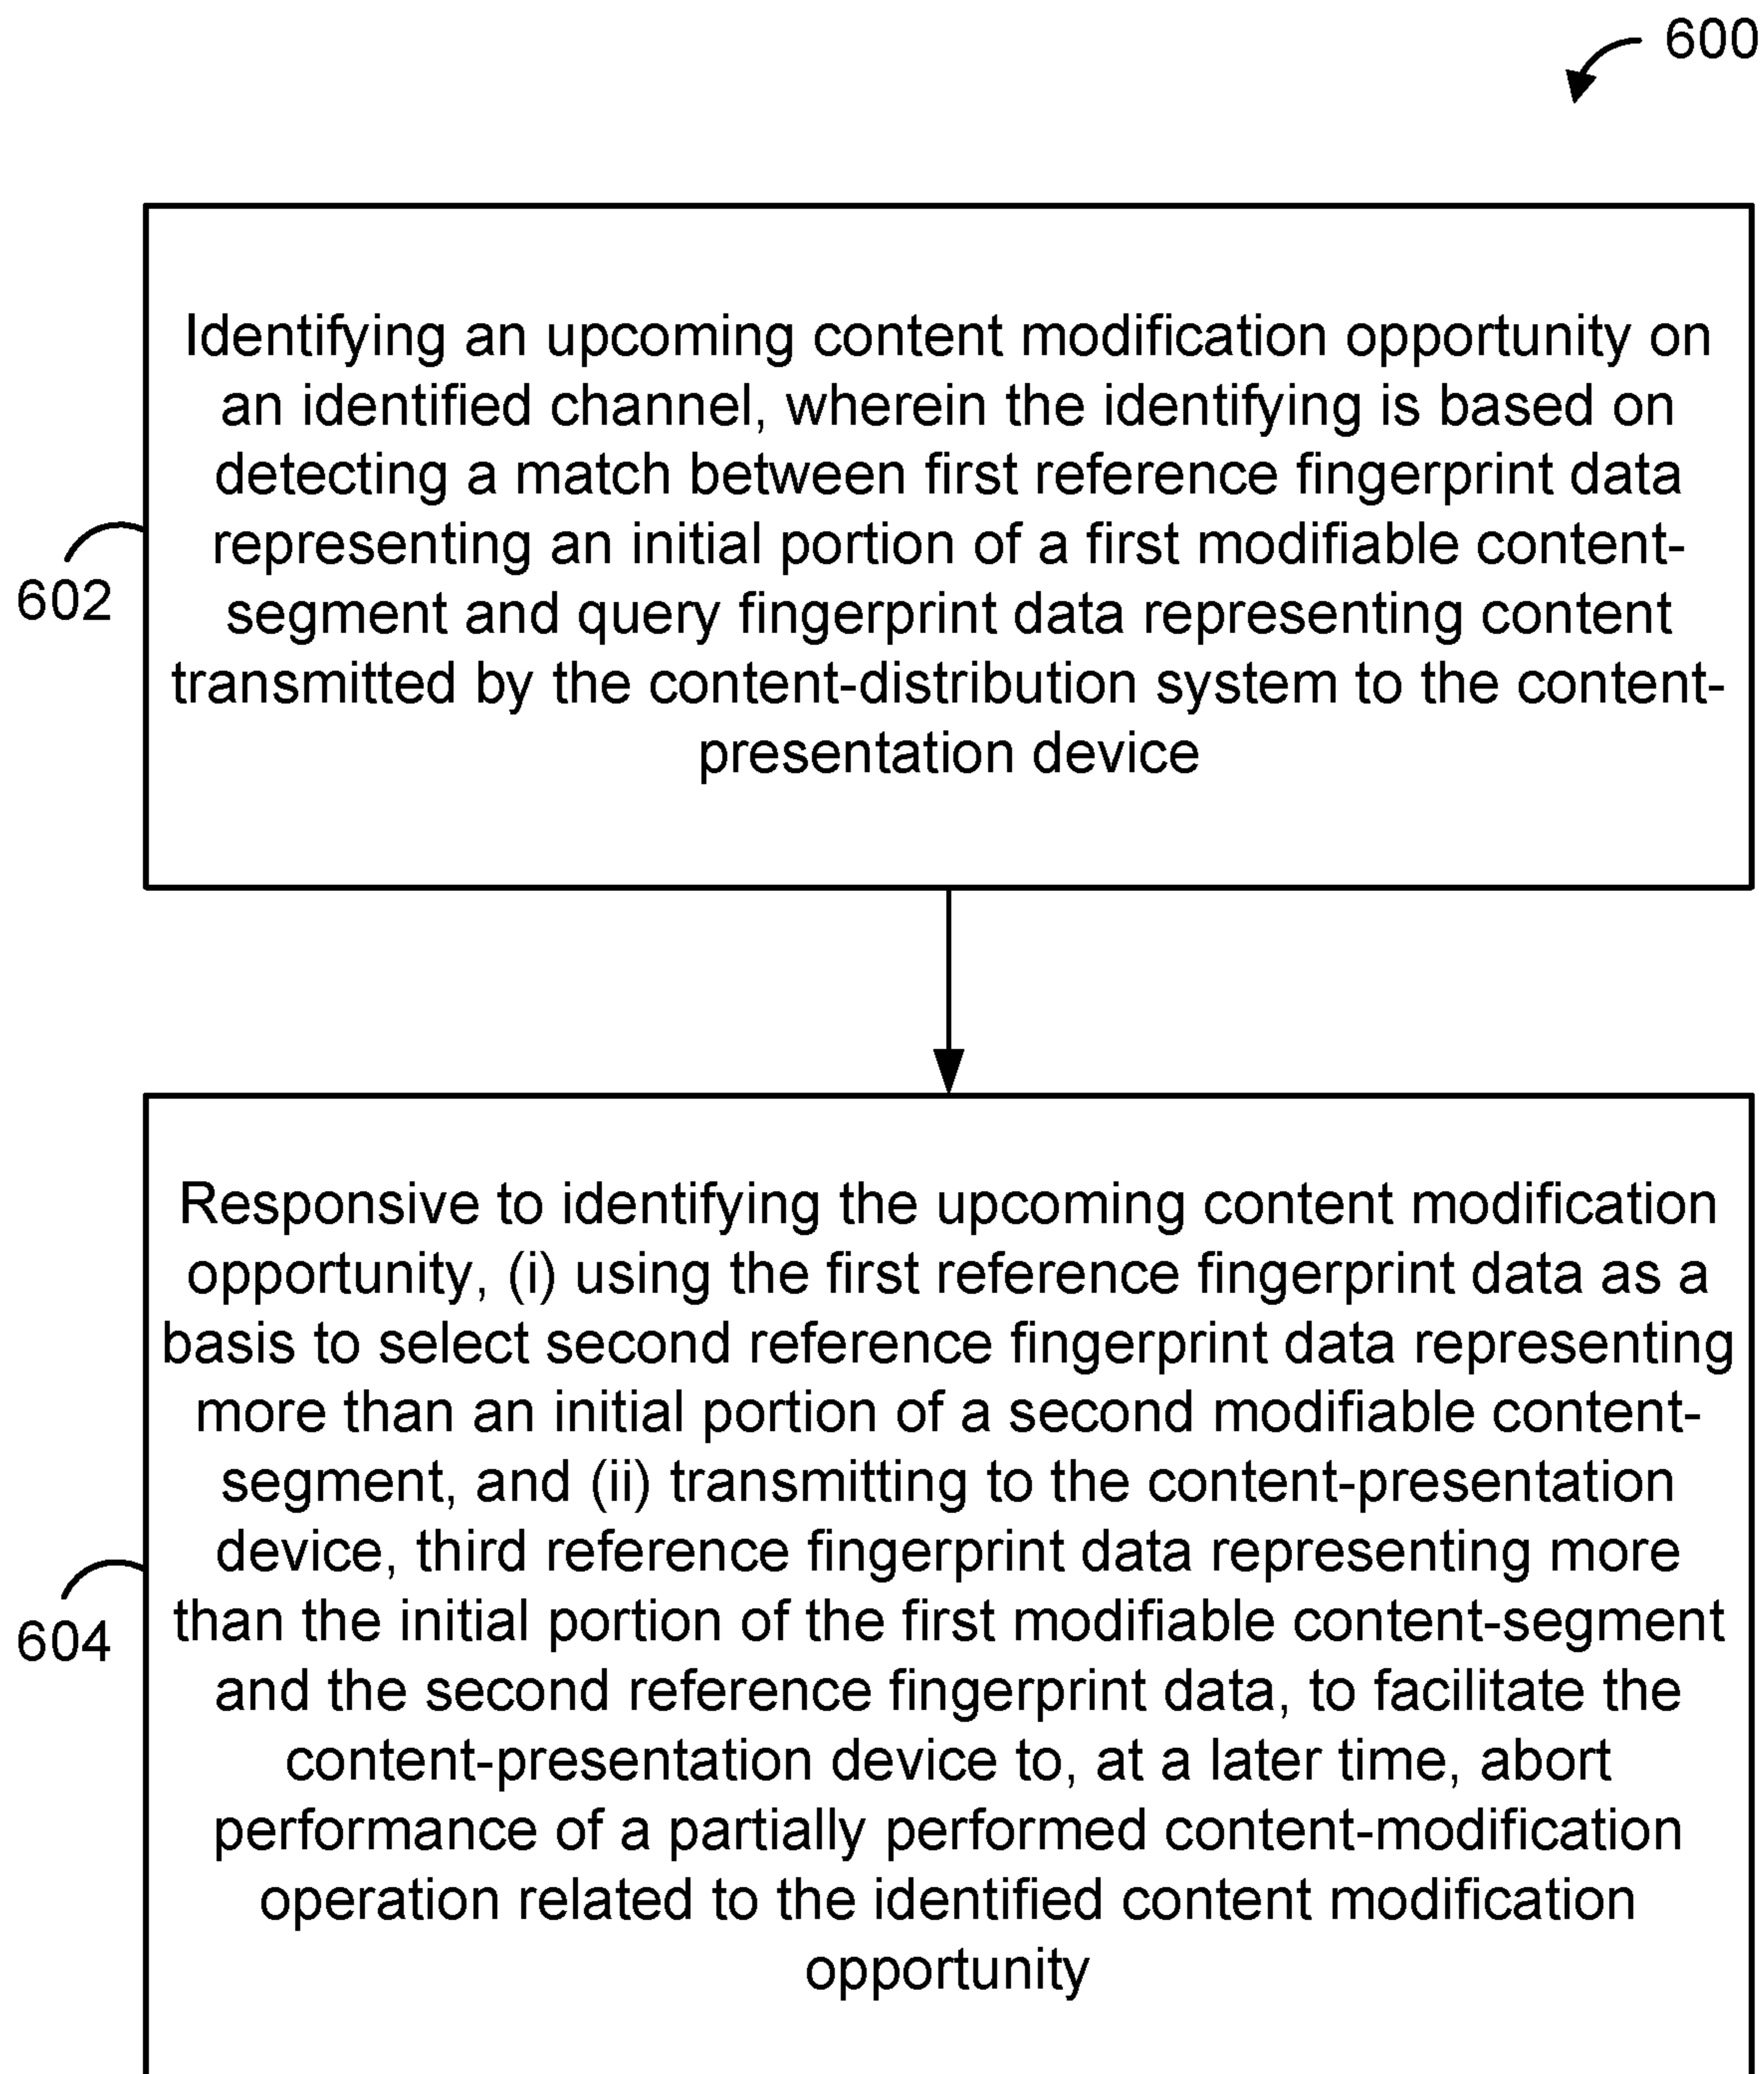 600
Identifying an upcoming content modification opportunity on
an identified channel, wherein the identifying is based on
detecting a match between first reference fingerprint data
representing an initial portion of a first modifiable content-
segment and query fingerprint data representing content
transmitted by the content-distribution system to the content-
presentation device
602
Responsive to identifying the upcoming content modification
opportunity, (i) using the first reference fingerprint data as a
basis to select second reference fingerprint data representing
more than an initial portion of a second modifiable content-
segment, and (ii) transmitting to the content-presentation
device, third reference fingerprint data representing more
than the initial portion of the first modifiable content-segment
and the second reference fingerprint data, to facilitate the
content-presentation device to, at a later time, abort
performance of a partially performed content-modification
operation related to the identified content modification
opportunity
604